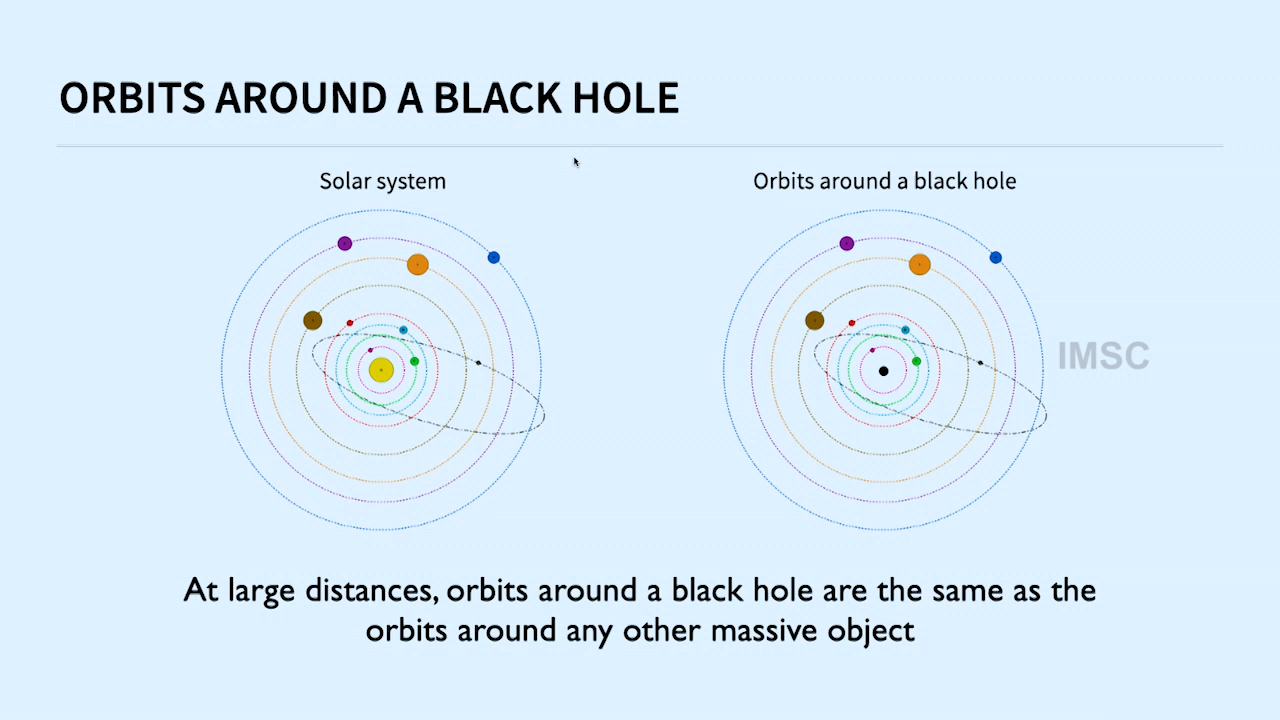 ORBITS AROUND A BLACK HOLE
Solar system
Orbits around a black hole
IMSC
At large distances, orbits around a black hole are the same as the
orbits around any other massive object